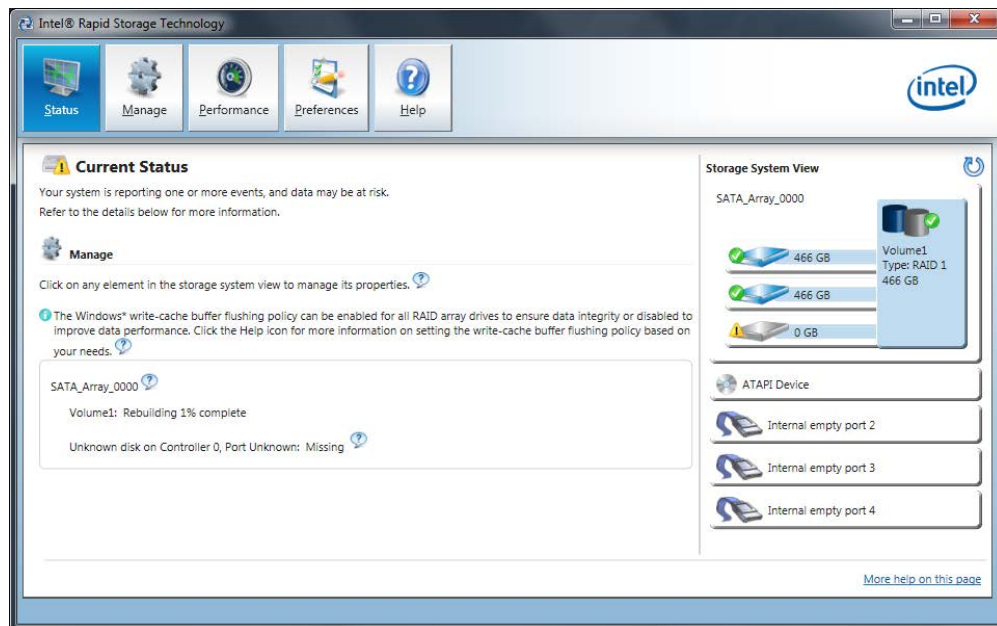 Intel® Rapid Storage Technology
Status
Manage
Performance
Preferences
Help
intel
Current Status
Your system is reporting one or more events, and data may be at risk.
Refer to the details below for more information.
Manage
Click on any element in the storage system view to manage its properties.
The Windows* write-cache buffer flushing policy can be enabled for all RAID array drives to ensure data integrity or disabled to
improve data performance. Click the Help icon for more information on setting the write-cache buffer flushing policy based on
your needs.
SATA_Array_0000
Volume1: Rebuilding 1% complete
Unknown disk on Controller 0, Port Unknown: Missing
Storage System View
SATA_Array_0000
466 GB
466 GB
0 GB
Volume1
Type: RAID 1
466 GB
ATAPI Device
Internal empty port 2
Internal empty port 3
Internal empty port 4
More help on this page